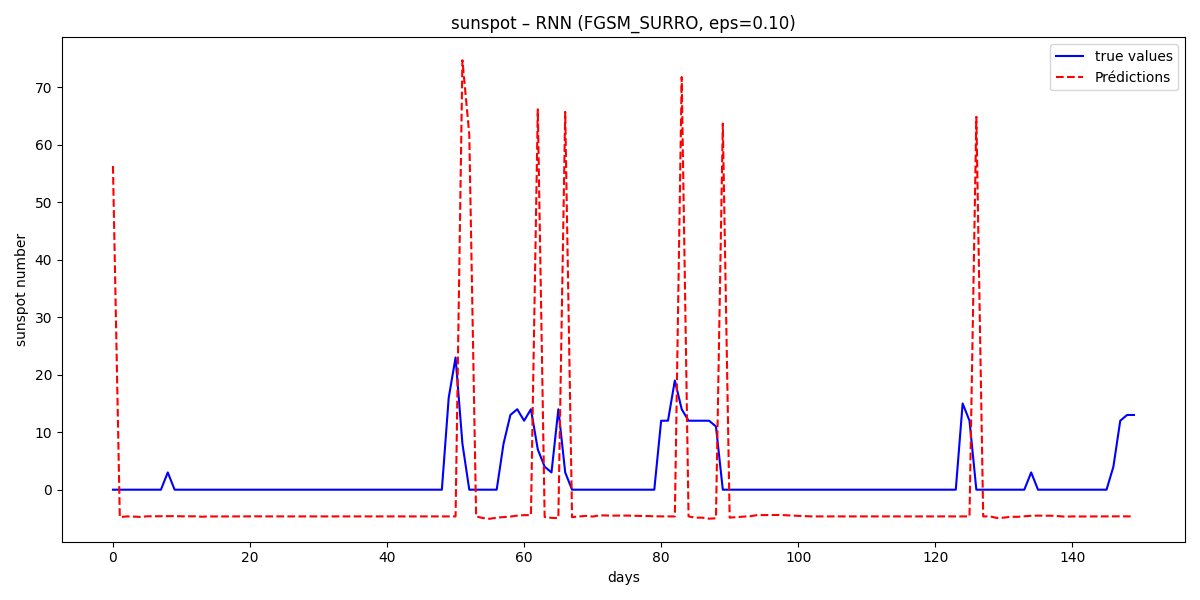 sunspot – RNN (FGSM_SURRO, eps=0.10)
true values
Prédictions
sunspot number
70
60
50
40
30
20
10
0
0 20 40 60 80 100 120 140
days